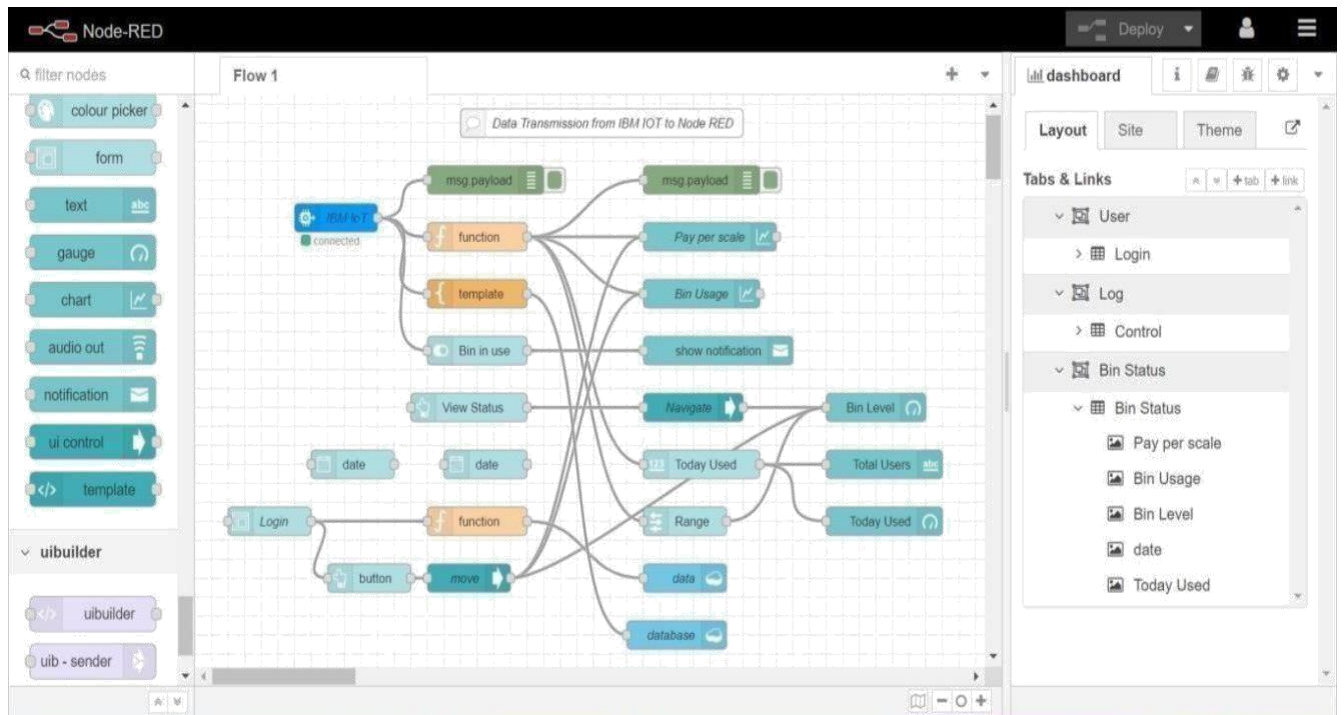 Node-RED
Deploy
filter nodes
colour picker
form
text
abc
gauge
chart
audio out
notification
ui control
</> template
uibuilder
</> uibuilder
uib - sender
Flow 1
Data Transmission from IBM IOT to Node RED
msg.payload
msg.payload
IBM IoT
connected
function
Pay per scale
template
Bin Usage
Bin in use
show notification
View Status
Navigate
Bin Level
date
date
123 Today Used
Total Users abc
Login
function
Range
Today Used
button
move
data
database
dashboard
i
Layout
Site
Theme
Tabs & Links
+ tab
+ link
User
Login
Log
Control
Bin Status
Bin Status
Pay per scale
Bin Usage
Bin Level
date
Today Used